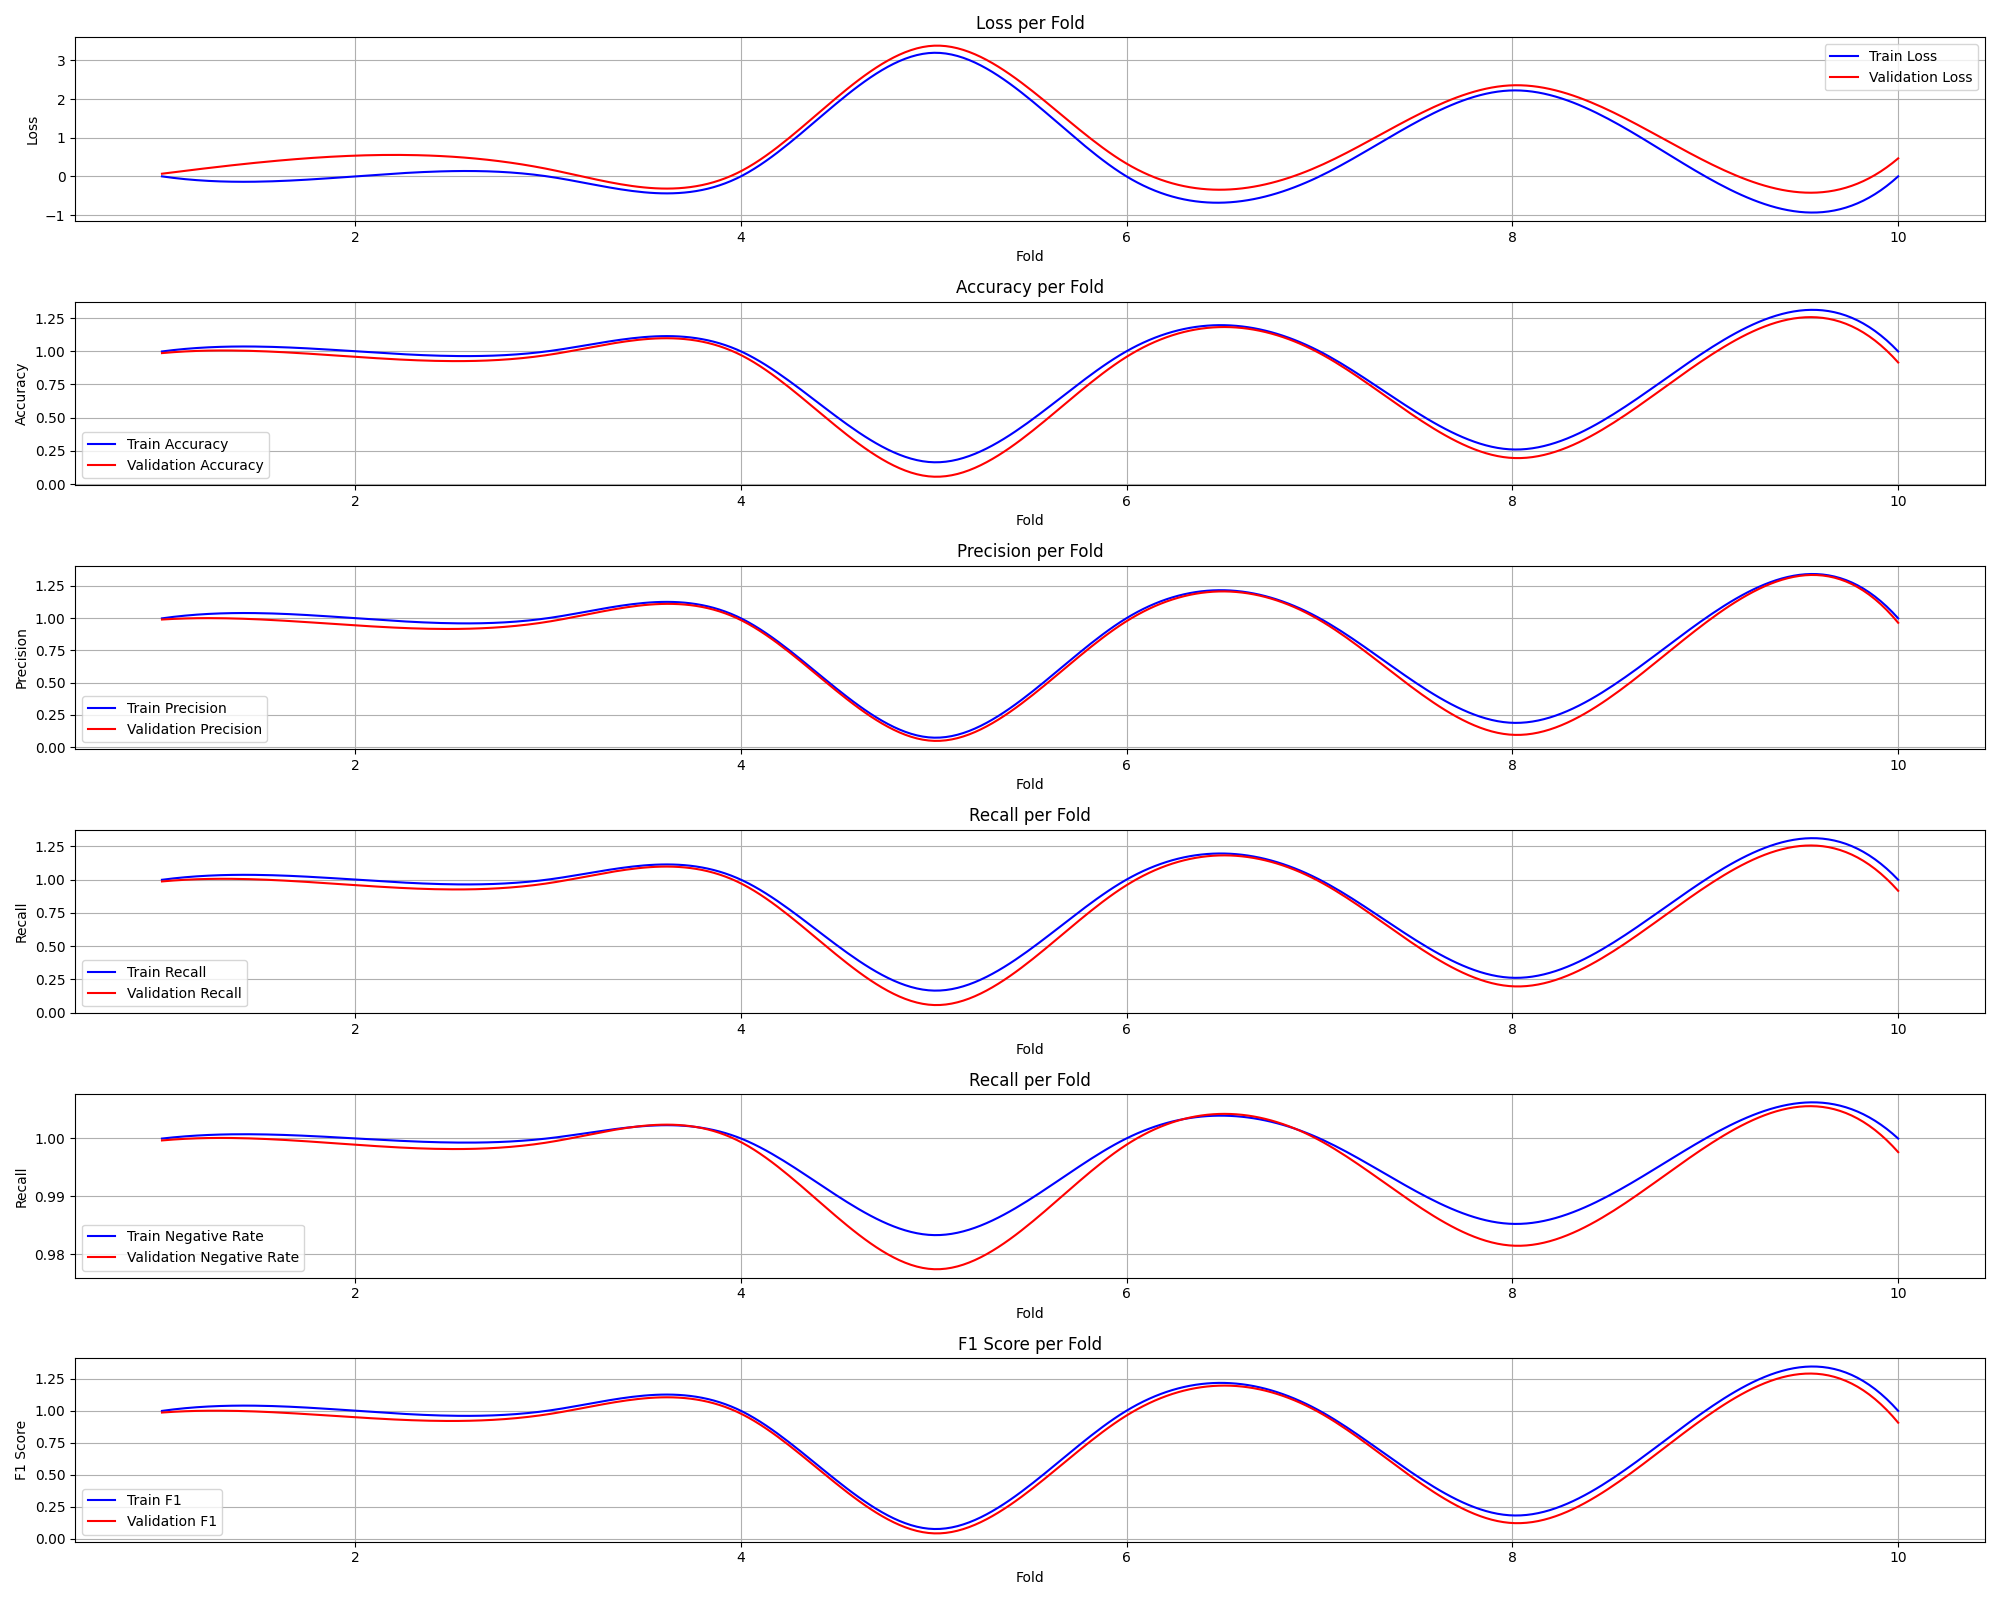 Loss per Fold
3
2
1
0
−1
Loss
Train Loss
Validation Loss
2 4 6 8 10
Fold
Accuracy per Fold
1.25
1.00
0.75
0.50
0.25
0.00
Accuracy
Train Accuracy
Validation Accuracy
2 4 6 8 10
Fold
Precision per Fold
1.25
1.00
0.75
0.50
0.25
0.00
Precision
Train Precision
Validation Precision
2 4 6 8 10
Fold
Recall per Fold
1.25
1.00
0.75
0.50
0.25
0.00
Recall
Train Recall
Validation Recall
2 4 6 8 10
Fold
Recall per Fold
1.00
0.99
0.98
Recall
Train Negative Rate
Validation Negative Rate
2 4 6 8 10
Fold
F1 Score per Fold
1.25
1.00
0.75
0.50
0.25
0.00
F1 Score
Train F1
Validation F1
2 4 6 8 10
Fold